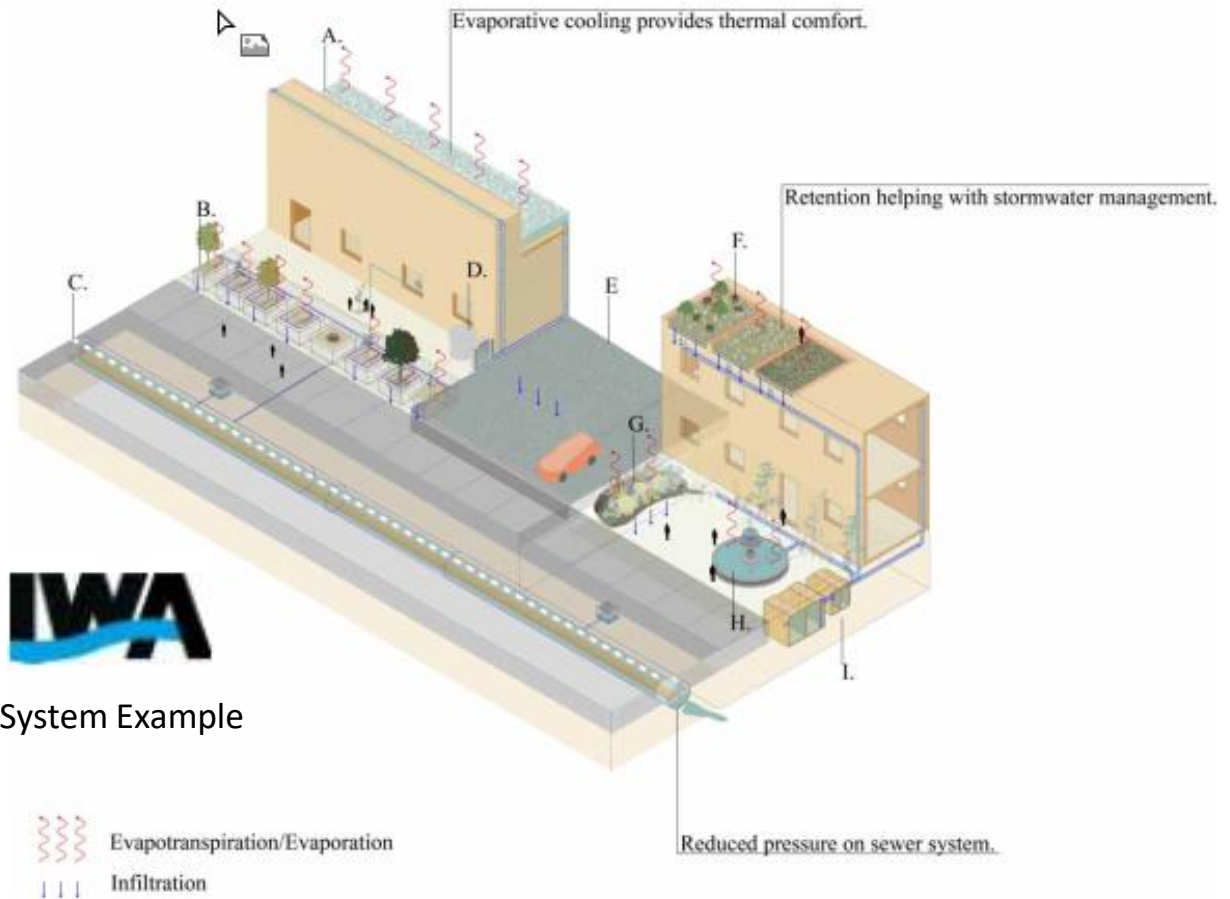 Evaporative cooling provides thermal comfort.
A.
Retention helping with stormwater management.
B.
F.
D.
C.
E
G.
H.
I.
IWA
System Example
Evapotranspiration/Evaporation
Reduced pressure on sewer system.
Infiltration